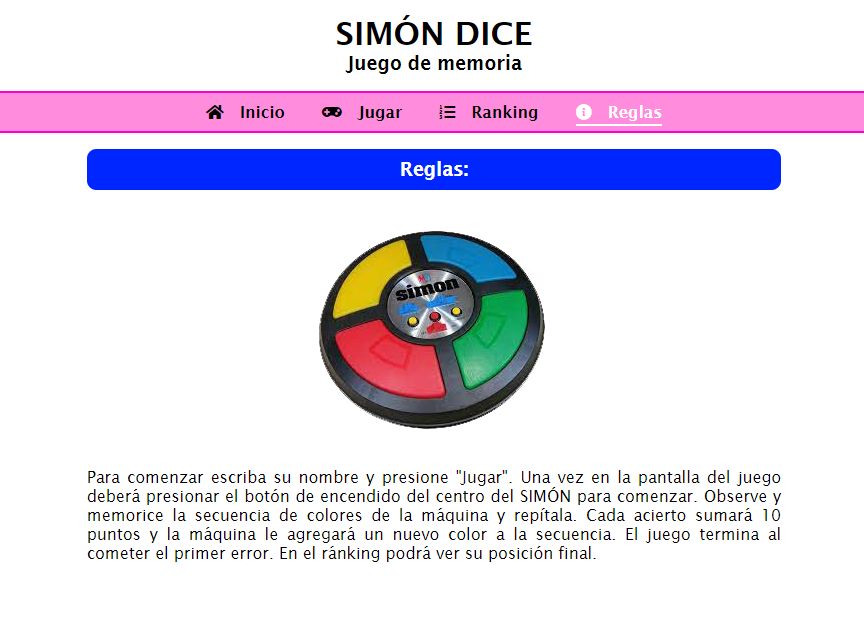 SIMÓN DICE
Juego de memoria
Inicio Jugar Ranking Reglas
Reglas:
simon
Para comenzar escriba su nombre y presione "Jugar". Una vez en la pantalla del juego
deberá presionar el botón de encendido del centro del SIMÓN para comenzar. Observe y
memorice la secuencia de colores de la máquina y repítala. Cada acierto sumará 10
puntos y la máquina le agregará un nuevo color a la secuencia. El juego termina al
cometer el primer error. En el ránking podrá ver su posición final.